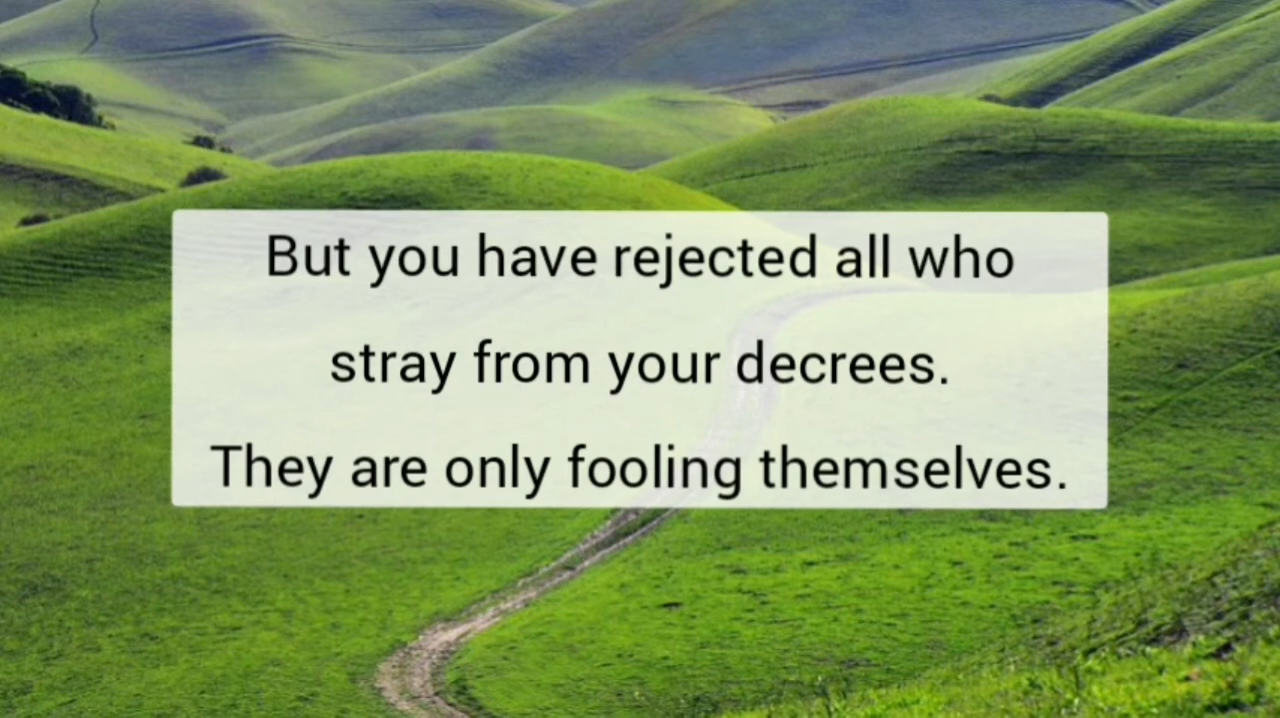 But you have rejected all who
stray from your decrees.
They are only fooling themselves.